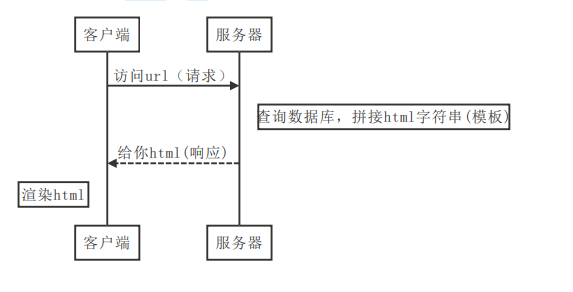 客户端
服务器
访问url（请求）
查询数据库，拼接html字符串(模板)
给你html(响应)
渲染html
客户端
服务器